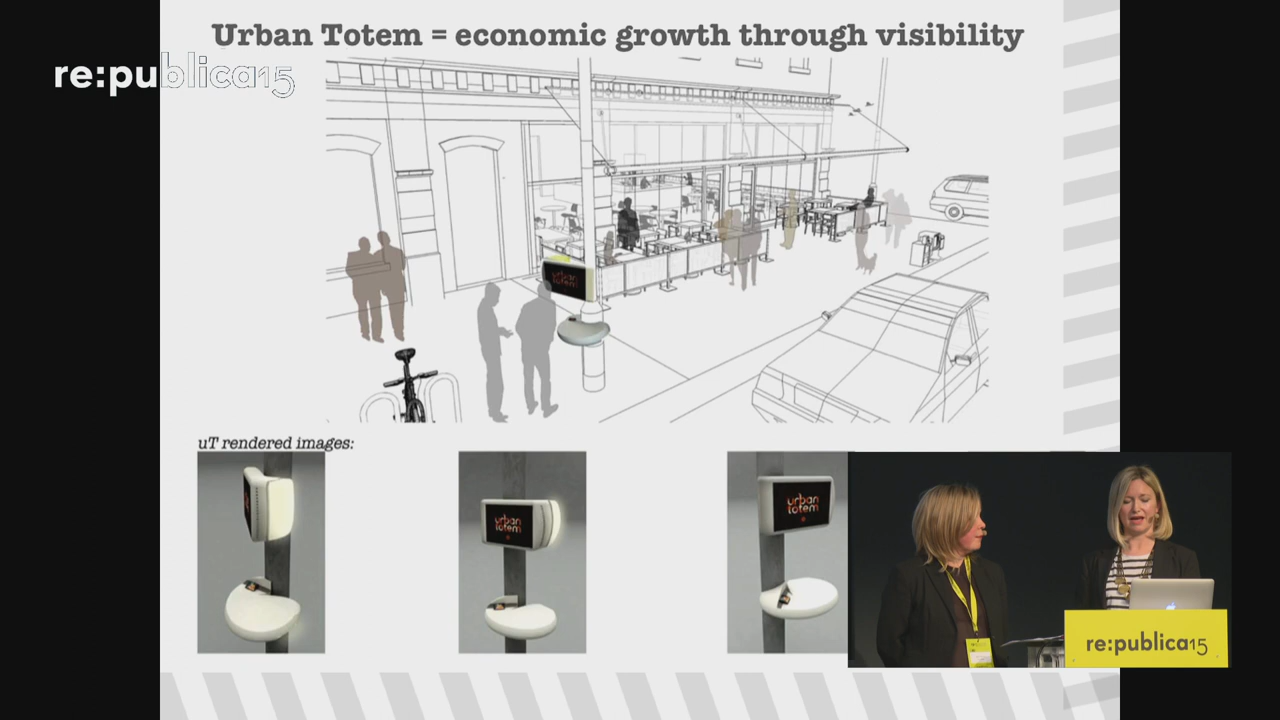 Urban Totem = economic growth through visibility
re:publica15
urban
totem
uT rendered images:
urban
totem
urban
totem
re:publica15